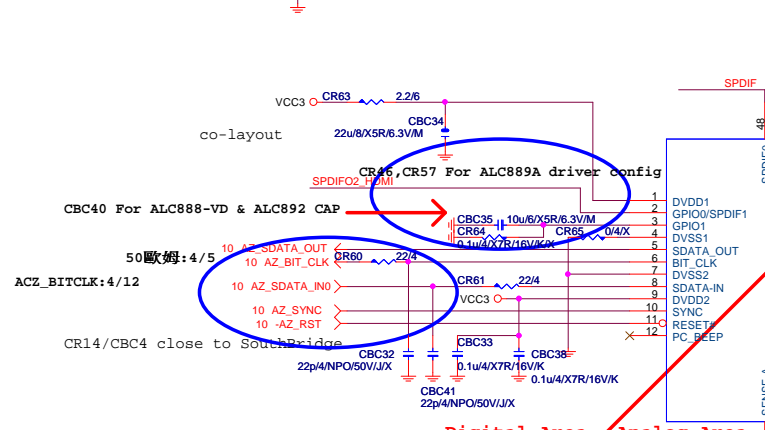 SPDIF
VCC3
CR63
2.2/6
CBC34
22u/8/X5R/6.3V/M
co-layout
48
CR46,CR57 For ALC889A driver config
SPDIFO2_HDMI
CBC40 For ALC888-VD & ALC892 CAP
CBC35
10u/6/X5R/6.3V/M
CR64
0.1u/4/X7R/16V/K/X
CR65
0/4/X
1 DVDD1
2 GPIO0/SPDIF1
3 GPIO1
4 DVSS1
5 SDATA_OUT
6 BIT_CLK
7 DVSS2
8 SDATA-IN
9 DVDD2
10 SYNC
11 RESET#
12 PC_BEEP
50歐姆:4/5
10 AZ_SDATA_OUT
10 AZ_BIT_CLK
CR60
22/4
ACZ_BITCLK:4/12
10 AZ_SDATA_IN0
CR61
22/4
VCC3
10 AZ_SYNC
10 -AZ_RST
CR14/CBC4 close to SouthBridge
CBC32
22p/4/NPO/50V/J/X
CBC33
0.1u/4/X7R/16V/K
CBC38
0.1u/4/X7R/16V/K
CBC41
22p/4/NPO/50V/J/X
SENSE A
Digital Area
Analog Area